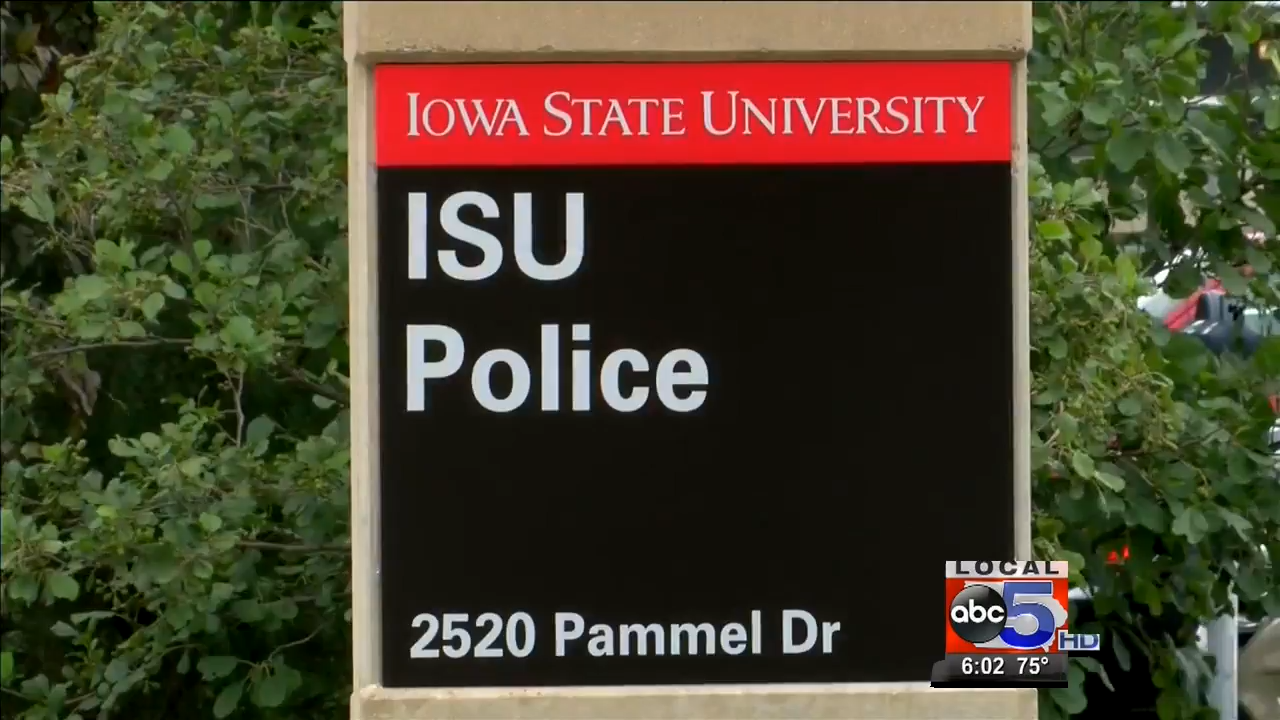 IOWA STATE UNIVERSITY
ISU
Police
2520 Pammel Dr
LOCAL
abc 5 HD
6:02 75°